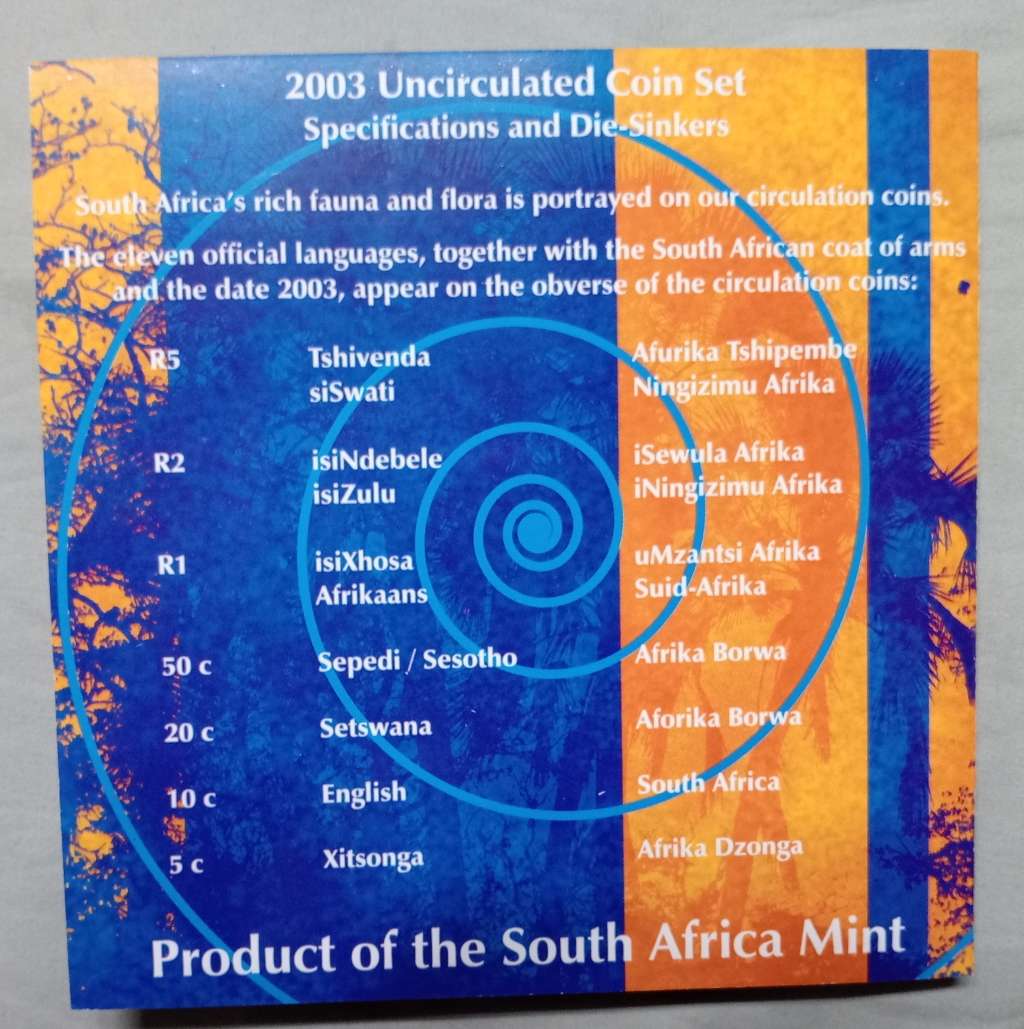 2003 Uncirculated Coin Set
Specifications and Die-Sinkers
South Africa's rich fauna and flora is portrayed on our circulation coins.
The eleven official languages, together with the South African coat of arms
and the date 2003, appear on the obverse of the circulation coins:
R5 Tshivenda Afurika Tshipembe
siSwati Ningizimu Afrika
R2 isiNdebele iSewula Afrika
isiZulu iNingizimu Afrika
R1 isiXhosa uMzantsi Afrika
Afrikaans Suid-Afrika
50 c Sepedi / Sesotho Afrika Borwa
20 c Setswana Aforika Borwa
10 c English South Africa
5 c Xitsonga Afrika Dzonga
Product of the South Africa Mint